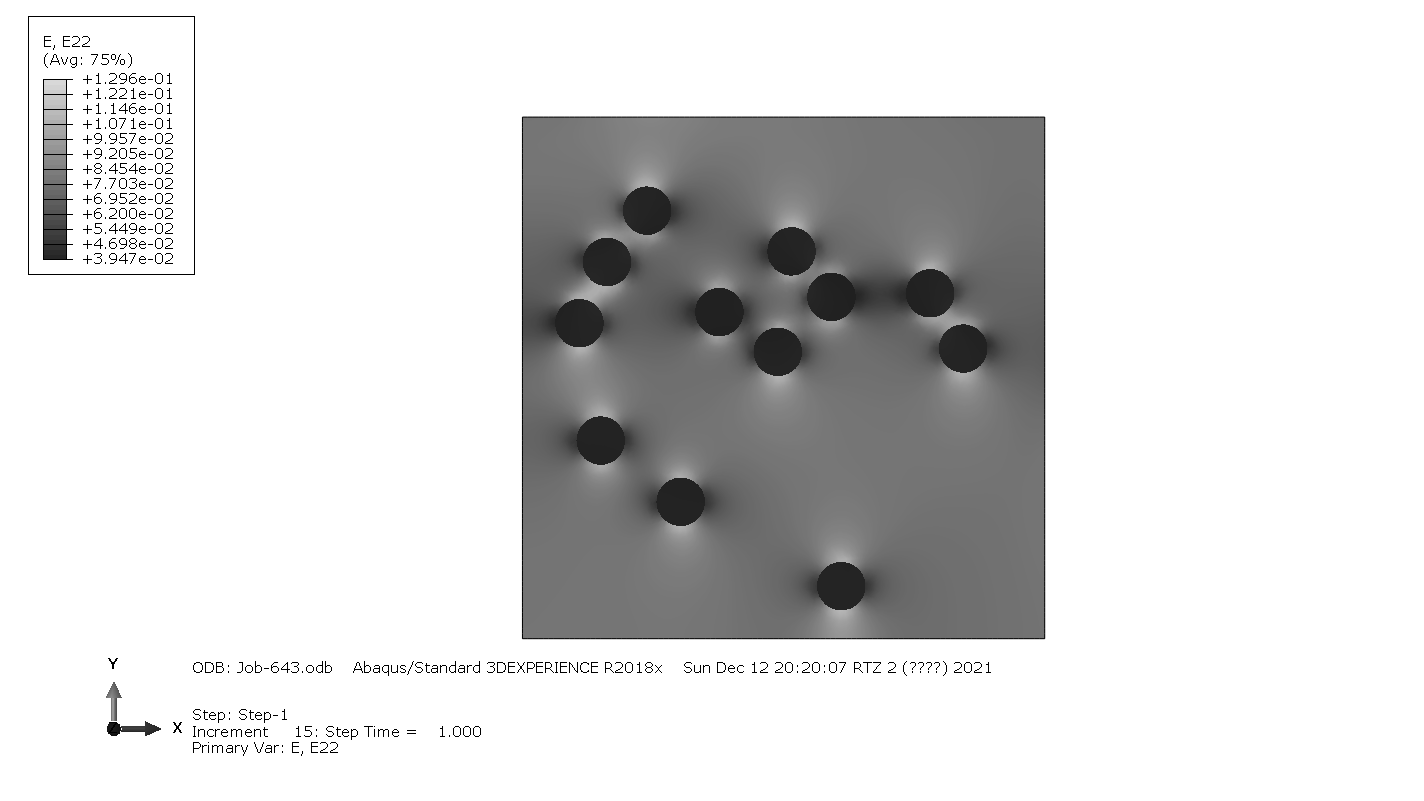 E, E22
(Avg: 75%)
+1.296e-01
+1.221e-01
+1.146e-01
+1.071e-01
+9.957e-02
+9.205e-02
+8.454e-02
+7.703e-02
+6.952e-02
+6.200e-02
+5.449e-02
+4.698e-02
+3.947e-02
Y
X
ODB: Job-643.odb    Abaqus/Standard 3DEXPERIENCE R2018x    Sun Dec 12 20:20:07 RTZ 2 (????) 2021
Step: Step-1
Increment     15: Step Time =    1.000
Primary Var: E, E22